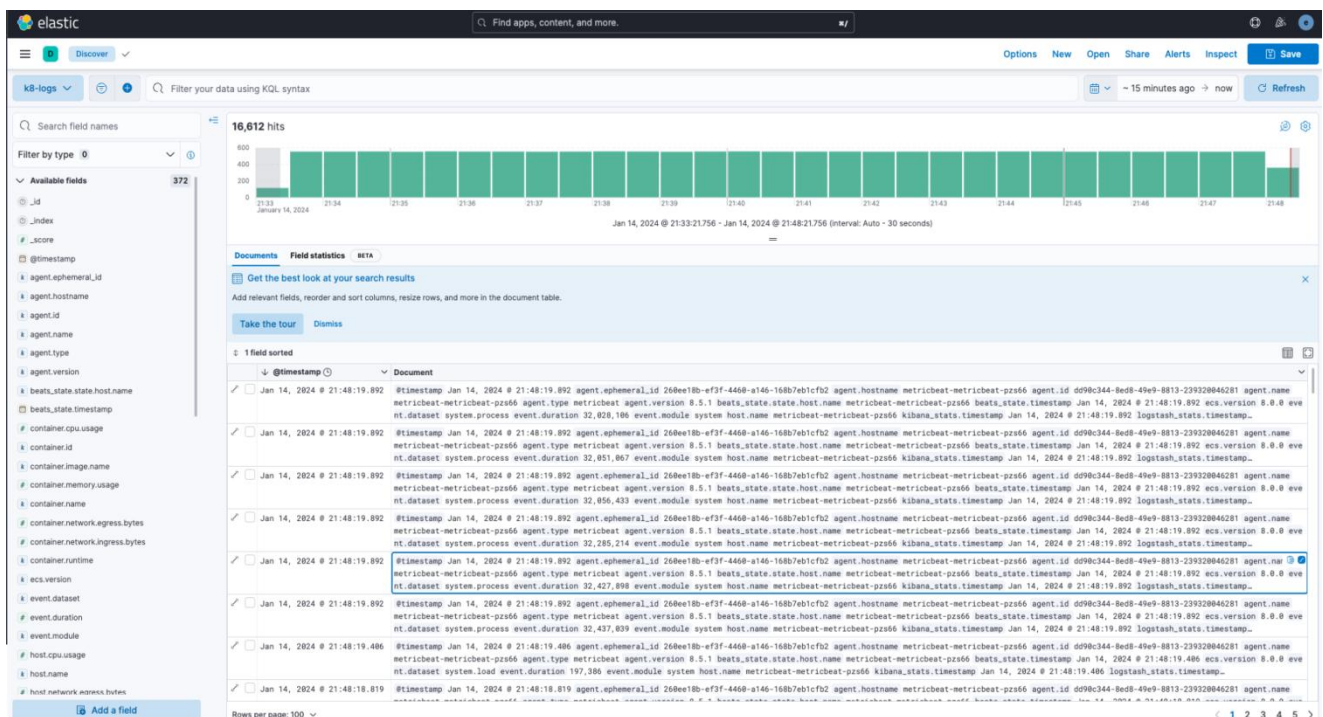 elastic
Find apps, content, and more.
⌘/
e
D
Discover
Options New Open Share Alerts Inspect Save
k8-logs
Filter your data using KQL syntax
~ 15 minutes ago → now
Refresh
Search field names
Filter by type 0
Available fields 372
_id
_index
_score
@timestamp
agent.ephemeral_id
agent.hostname
agent.id
agent.name
agent.type
agent.version
beats_state.state.host.name
beats_state.timestamp
container.cpu.usage
container.id
container.image.name
container.memory.usage
container.name
container.network.egress.bytes
container.network.ingress.bytes
container.runtime
ecs.version
event.dataset
event.duration
event.module
host.cpu.usage
host.name
host.network.egress.bytes
Add a field
16,612 hits
600
400
200
0
21:33 21:34 21:35 21:36 21:37 21:38 21:39 21:40 21:41 21:42 21:43 21:44 21:45 21:46 21:47 21:48
January 14, 2024
Jan 14, 2024 @ 21:33:21.756 - Jan 14, 2024 @ 21:48:21.756 (interval: Auto - 30 seconds)
Documents Field statistics BETA
Get the best look at your search results
Add relevant fields, reorder and sort columns, resize rows, and more in the document table.
Take the tour Dismiss
1 field sorted
@timestamp Document
Jan 14, 2024 @ 21:48:19.892 @timestamp Jan 14, 2024 @ 21:48:19.892 agent.ephemeral_id 260ee18b-ef3f-4460-a146-168b7eb1cfb2 agent.hostname metricbeat-metricbeat-pzs66 agent.id dd90c344-8ed8-49e9-8813-239320046281 agent.name
metricbeat-metricbeat-pzs66 agent.type metricbeat agent.version 8.5.1 beats_state.state.host.name metricbeat-metricbeat-pzs66 beats_state.timestamp Jan 14, 2024 @ 21:48:19.892 ecs.version 8.0.0 eve
nt.dataset system.process event.duration 32,028,106 event.module system host.name metricbeat-metricbeat-pzs66 kibana_stats.timestamp Jan 14, 2024 @ 21:48:19.892 logstash_stats.timestamp…
Jan 14, 2024 @ 21:48:19.892 @timestamp Jan 14, 2024 @ 21:48:19.892 agent.ephemeral_id 260ee18b-ef3f-4460-a146-168b7eb1cfb2 agent.hostname metricbeat-metricbeat-pzs66 agent.id dd90c344-8ed8-49e9-8813-239320046281 agent.name
metricbeat-metricbeat-pzs66 agent.type metricbeat agent.version 8.5.1 beats_state.state.host.name metricbeat-metricbeat-pzs66 beats_state.timestamp Jan 14, 2024 @ 21:48:19.892 ecs.version 8.0.0 eve
nt.dataset system.process event.duration 32,051,067 event.module system host.name metricbeat-metricbeat-pzs66 kibana_stats.timestamp Jan 14, 2024 @ 21:48:19.892 logstash_stats.timestamp…
Jan 14, 2024 @ 21:48:19.892 @timestamp Jan 14, 2024 @ 21:48:19.892 agent.ephemeral_id 260ee18b-ef3f-4460-a146-168b7eb1cfb2 agent.hostname metricbeat-metricbeat-pzs66 agent.id dd90c344-8ed8-49e9-8813-239320046281 agent.name
metricbeat-metricbeat-pzs66 agent.type metricbeat agent.version 8.5.1 beats_state.state.host.name metricbeat-metricbeat-pzs66 beats_state.timestamp Jan 14, 2024 @ 21:48:19.892 ecs.version 8.0.0 eve
nt.dataset system.process event.duration 32,056,433 event.module system host.name metricbeat-metricbeat-pzs66 kibana_stats.timestamp Jan 14, 2024 @ 21:48:19.892 logstash_stats.timestamp…
Jan 14, 2024 @ 21:48:19.892 @timestamp Jan 14, 2024 @ 21:48:19.892 agent.ephemeral_id 260ee18b-ef3f-4460-a146-168b7eb1cfb2 agent.hostname metricbeat-metricbeat-pzs66 agent.id dd90c344-8ed8-49e9-8813-239320046281 agent.name
metricbeat-metricbeat-pzs66 agent.type metricbeat agent.version 8.5.1 beats_state.state.host.name metricbeat-metricbeat-pzs66 beats_state.timestamp Jan 14, 2024 @ 21:48:19.892 ecs.version 8.0.0 eve
nt.dataset system.process event.duration 32,285,214 event.module system host.name metricbeat-metricbeat-pzs66 kibana_stats.timestamp Jan 14, 2024 @ 21:48:19.892 logstash_stats.timestamp…
Jan 14, 2024 @ 21:48:19.892 @timestamp Jan 14, 2024 @ 21:48:19.892 agent.ephemeral_id 260ee18b-ef3f-4460-a146-168b7eb1cfb2 agent.hostname metricbeat-metricbeat-pzs66 agent.id dd90c344-8ed8-49e9-8813-239320046281 agent.nar
metricbeat-metricbeat-pzs66 agent.type metricbeat agent.version 8.5.1 beats_state.state.host.name metricbeat-metricbeat-pzs66 beats_state.timestamp Jan 14, 2024 @ 21:48:19.892 ecs.version 8.0.0 eve
nt.dataset system.process event.duration 32,427,898 event.module system host.name metricbeat-metricbeat-pzs66 kibana_stats.timestamp Jan 14, 2024 @ 21:48:19.892 logstash_stats.timestamp…
Jan 14, 2024 @ 21:48:19.892 @timestamp Jan 14, 2024 @ 21:48:19.892 agent.ephemeral_id 260ee18b-ef3f-4460-a146-168b7eb1cfb2 agent.hostname metricbeat-metricbeat-pzs66 agent.id dd90c344-8ed8-49e9-8813-239320046281 agent.name
metricbeat-metricbeat-pzs66 agent.type metricbeat agent.version 8.5.1 beats_state.state.host.name metricbeat-metricbeat-pzs66 beats_state.timestamp Jan 14, 2024 @ 21:48:19.892 ecs.version 8.0.0 eve
nt.dataset system.process event.duration 32,437,039 event.module system host.name metricbeat-metricbeat-pzs66 kibana_stats.timestamp Jan 14, 2024 @ 21:48:19.892 logstash_stats.timestamp…
Jan 14, 2024 @ 21:48:19.406 @timestamp Jan 14, 2024 @ 21:48:19.406 agent.ephemeral_id 260ee18b-ef3f-4460-a146-168b7eb1cfb2 agent.hostname metricbeat-metricbeat-pzs66 agent.id dd90c344-8ed8-49e9-8813-239320046281 agent.name
metricbeat-metricbeat-pzs66 agent.type metricbeat agent.version 8.5.1 beats_state.state.host.name metricbeat-metricbeat-pzs66 beats_state.timestamp Jan 14, 2024 @ 21:48:19.406 ecs.version 8.0.0 eve
nt.dataset system.load event.duration 197,386 event.module system host.name metricbeat-metricbeat-pzs66 kibana_stats.timestamp Jan 14, 2024 @ 21:48:19.406 logstash_stats.timestamp…
Jan 14, 2024 @ 21:48:18.819 @timestamp Jan 14, 2024 @ 21:48:18.819 agent.ephemeral_id 260ee18b-ef3f-4460-a146-168b7eb1cfb2 agent.hostname metricbeat-metricbeat-pzs66 agent.id dd90c344-8ed8-49e9-8813-239320046281 agent.name
Rows per page: 100
1 2 3 4 5